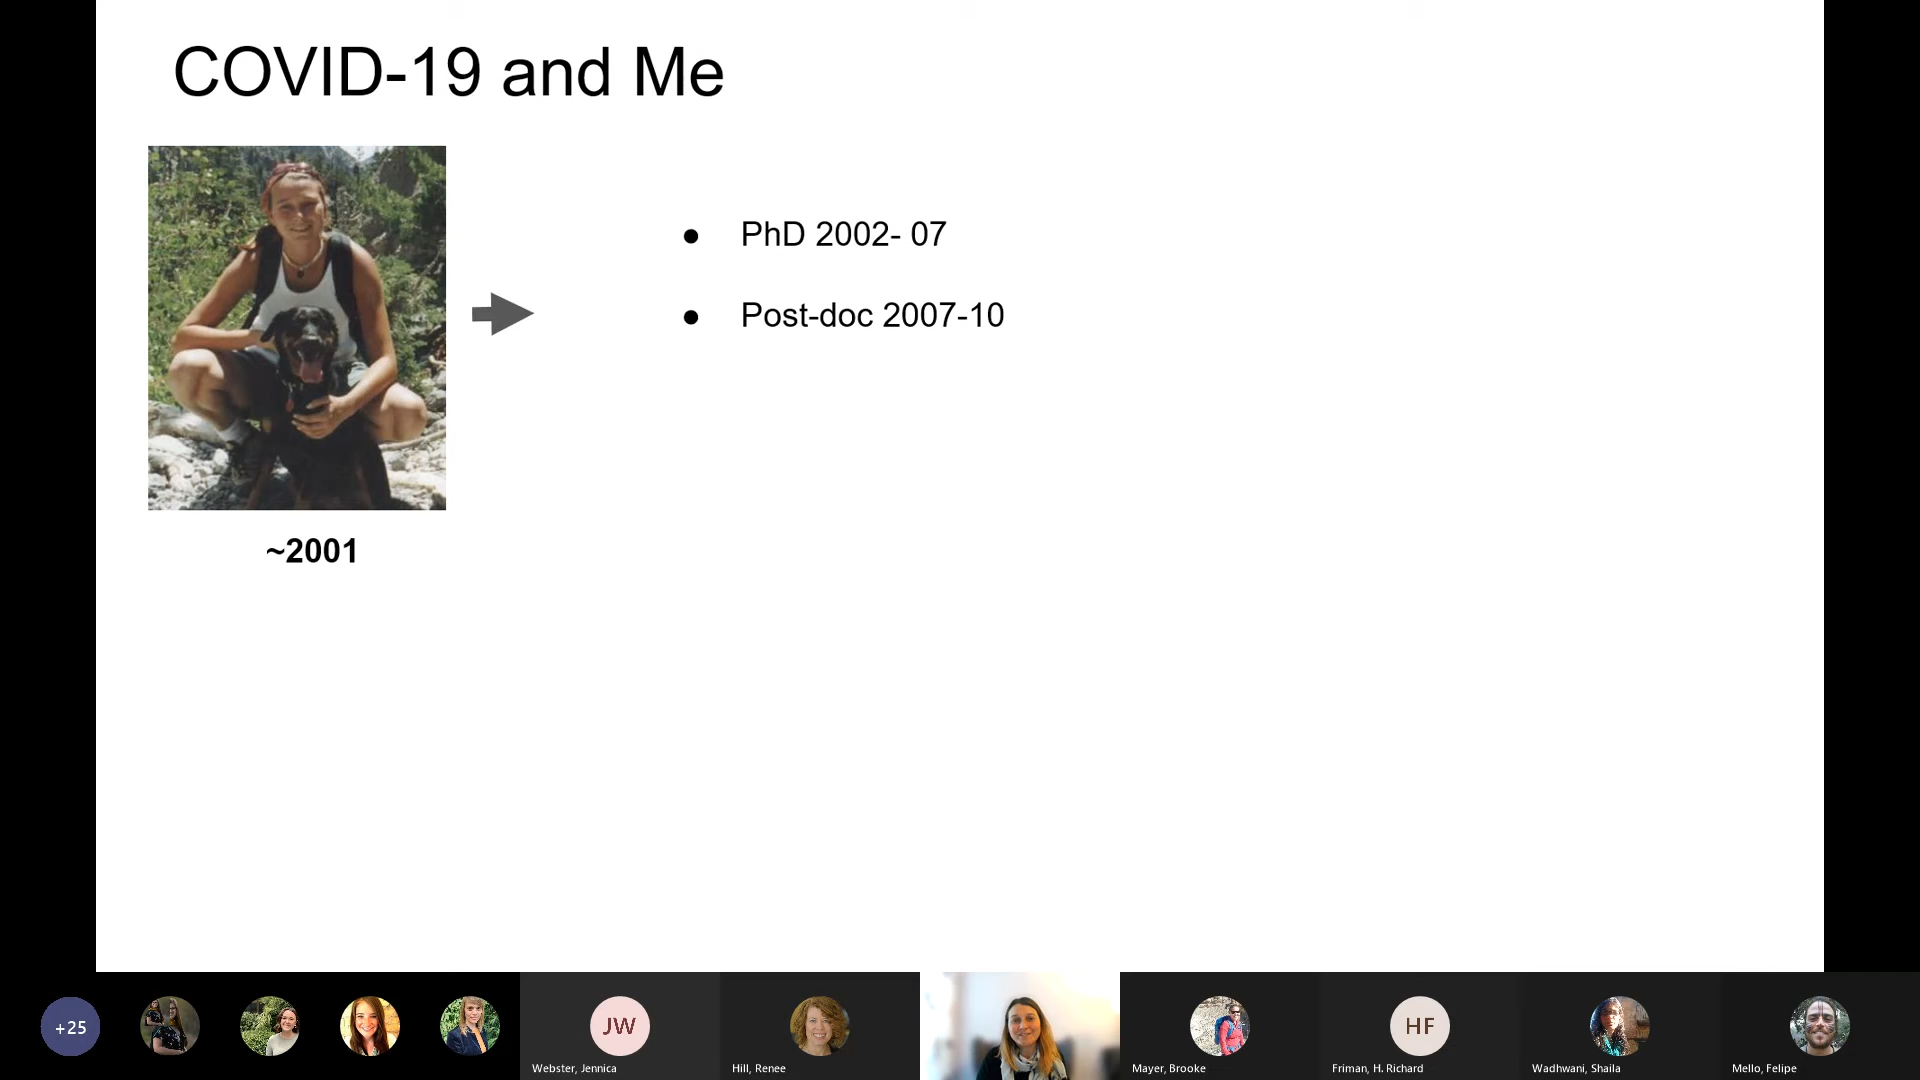 COVID-19 and Me
● PhD 2002- 07
● Post-doc 2007-10
~2001
+25
JW
HF
Webster, Jennica
Hill, Renee
Mayer, Brooke
Friman, H. Richard
Wadhwani, Shaila
Mello, Felipe